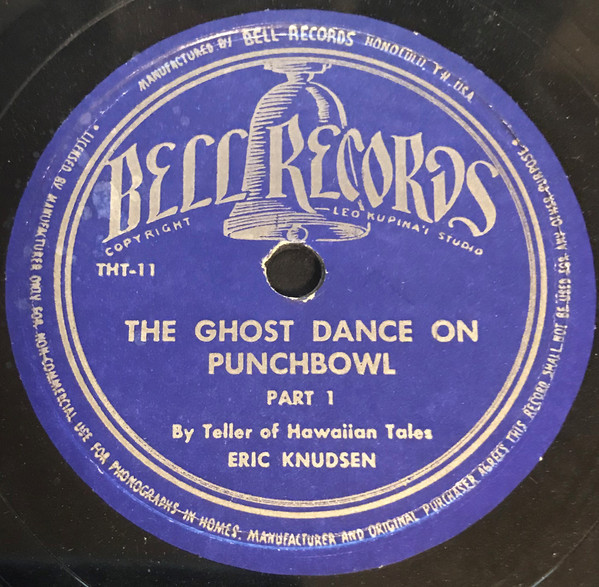 MANUFACTURED BY BELL RECORDS HONOLULU, T.H. USA.
BELL RECORDS
COPYRIGHT LEO KUPINA'I STUDIO
THT-11
THE GHOST DANCE ON
PUNCHBOWL
PART 1
By Teller of Hawaiian Tales
ERIC KNUDSEN
• LICENSED BY MANUFACTURER ONLY FOR NON-COMMERCIAL USE FOR PHONOGRAPHS IN HOMES. MANUFACTURER AND ORIGINAL PURCHASER AGREES THIS RECORD SHALL NOT BE USED FOR ANY OTHER PURPOSE •